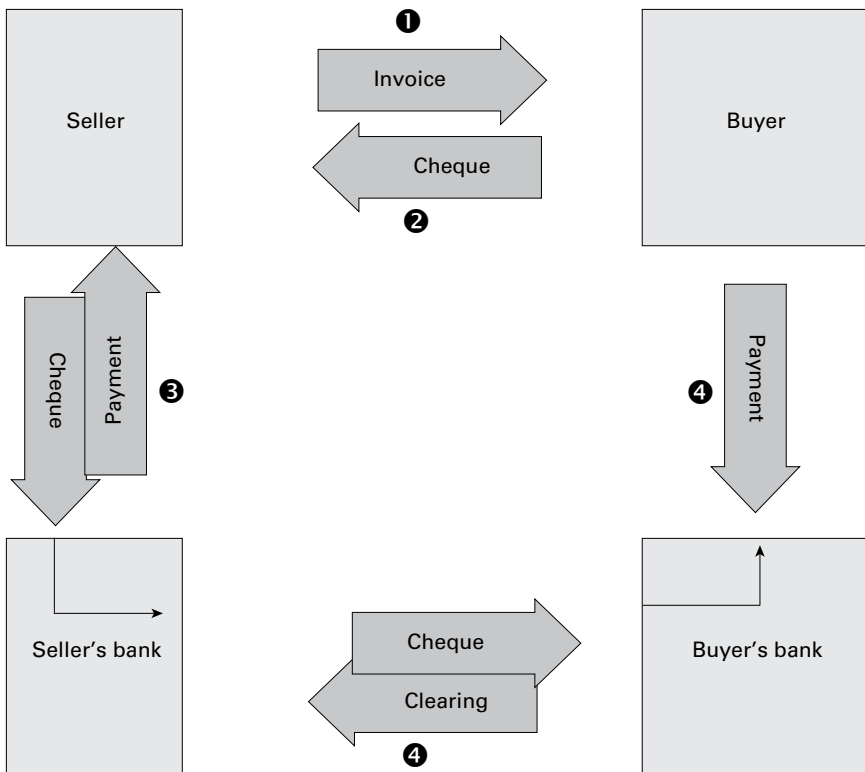 ❶
Invoice
Seller
Buyer
Cheque
❷
Cheque
Payment
❸
❹
Payment
Seller's bank
Cheque
Buyer's bank
Clearing
❹